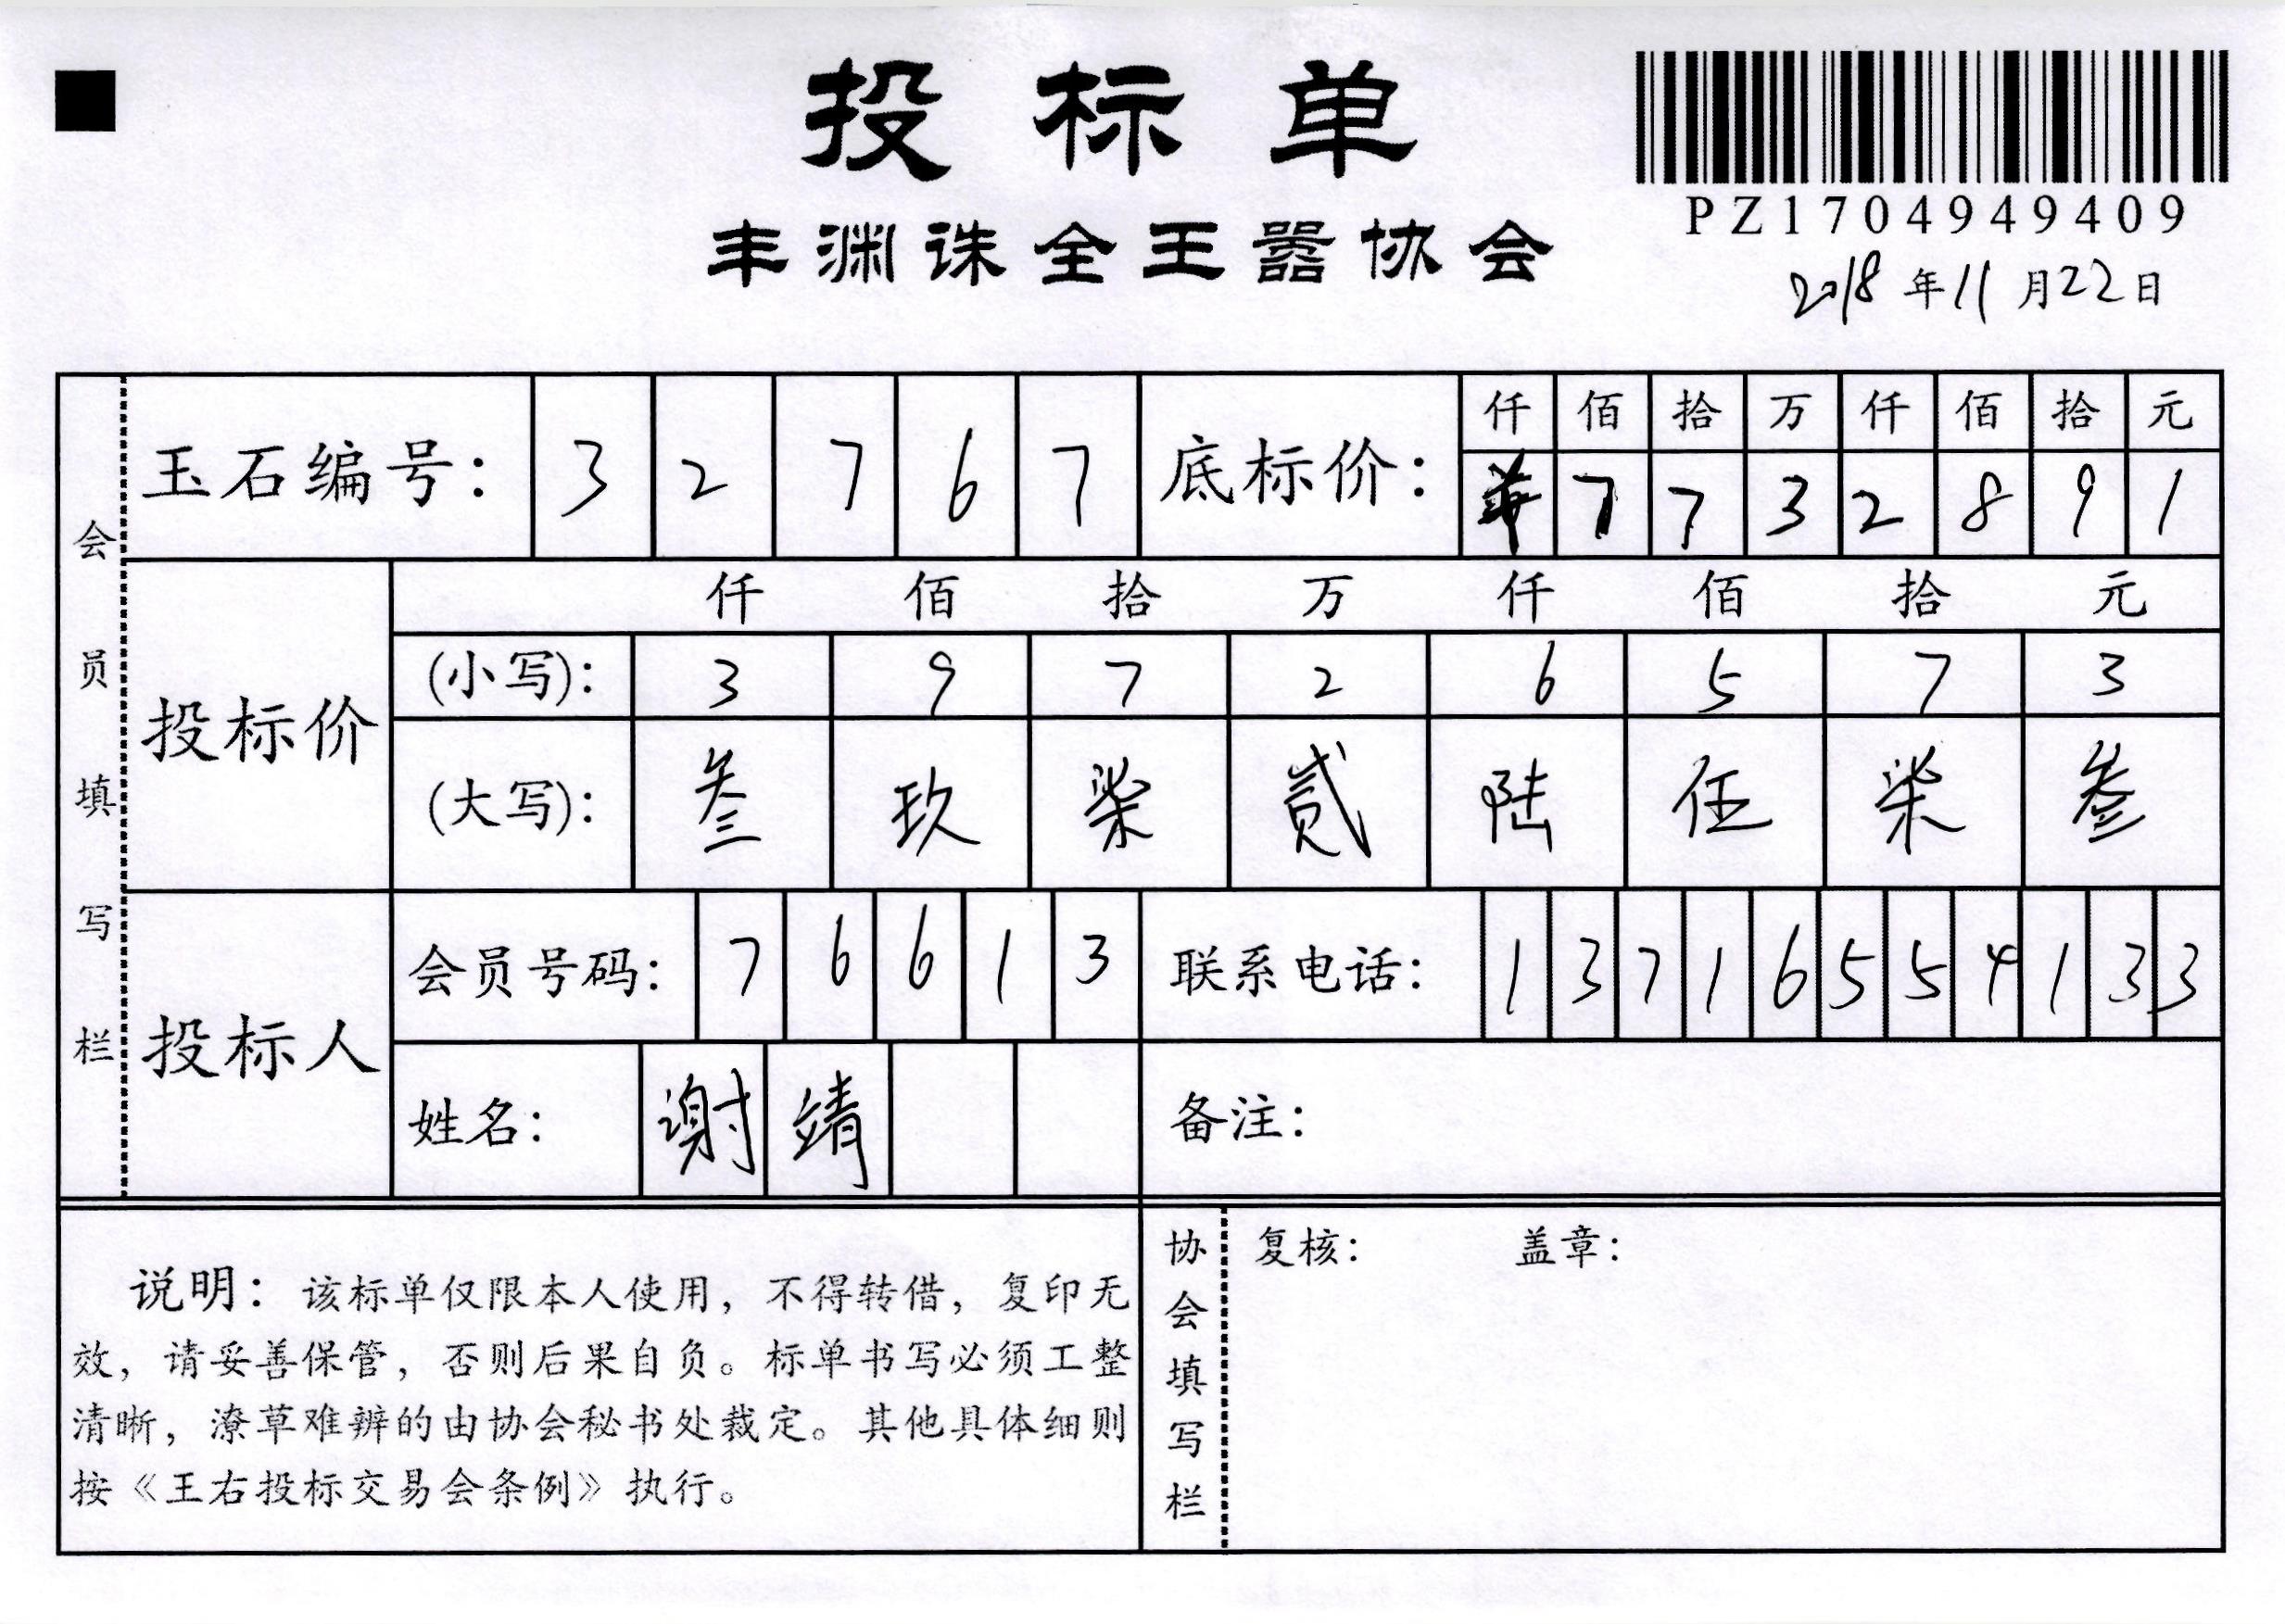 投标单
丰渊诛全王器协会
PZ1704949409
2018年11月22日
会员填写栏
玉石编号: 3 2 7 6 7 底标价: 仟 佰 拾 万 仟 佰 拾 元
7 7 3 2 8 9 1
投标价 仟 佰 拾 万 仟 佰 拾 元
(小写): 3 9 7 2 6 5 7 3
(大写): 叁 玖 柒 贰 陆 伍 柒 叁
投标人 会员号码: 7 6 6 1 3 联系电话: 1 3 7 1 6 5 5 4 1 3 3
姓名: 谢 靖 备注:
说明: 该标单仅限本人使用，不得转借，复印无
效，请妥善保管，否则后果自负。标单书写必须工整
清晰，潦草难辨的由协会秘书处裁定。其他具体细则
按《王右投标交易会条例》执行。
协会填写栏
复核: 盖章: